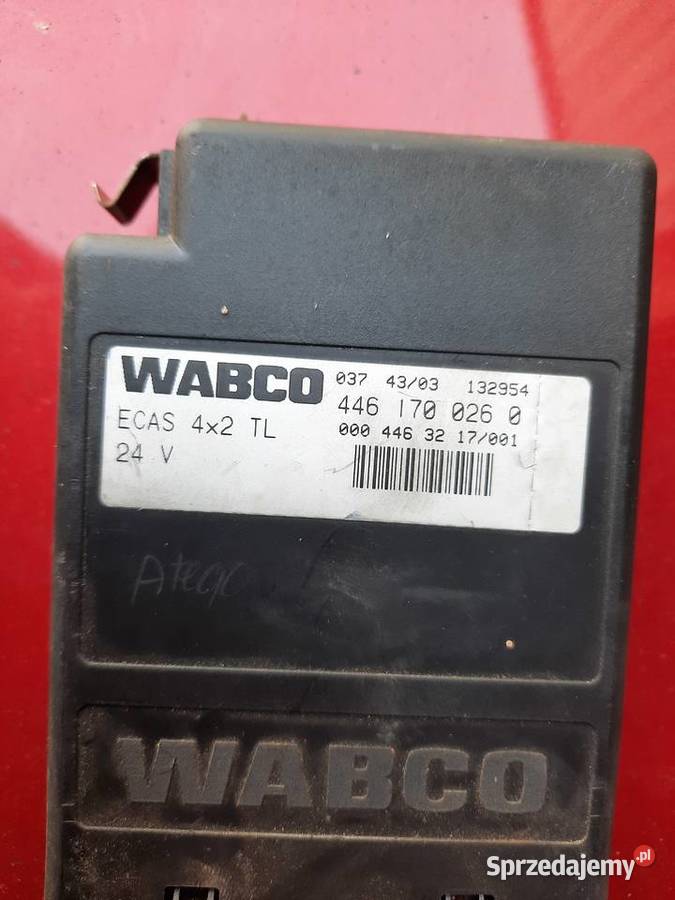 WABCO 037 43/03 132954
446 170 026 0
ECAS 4x2 TL
000 446 32 17/001
24 V
Atego
WABCO
Sprzedajemy.pl